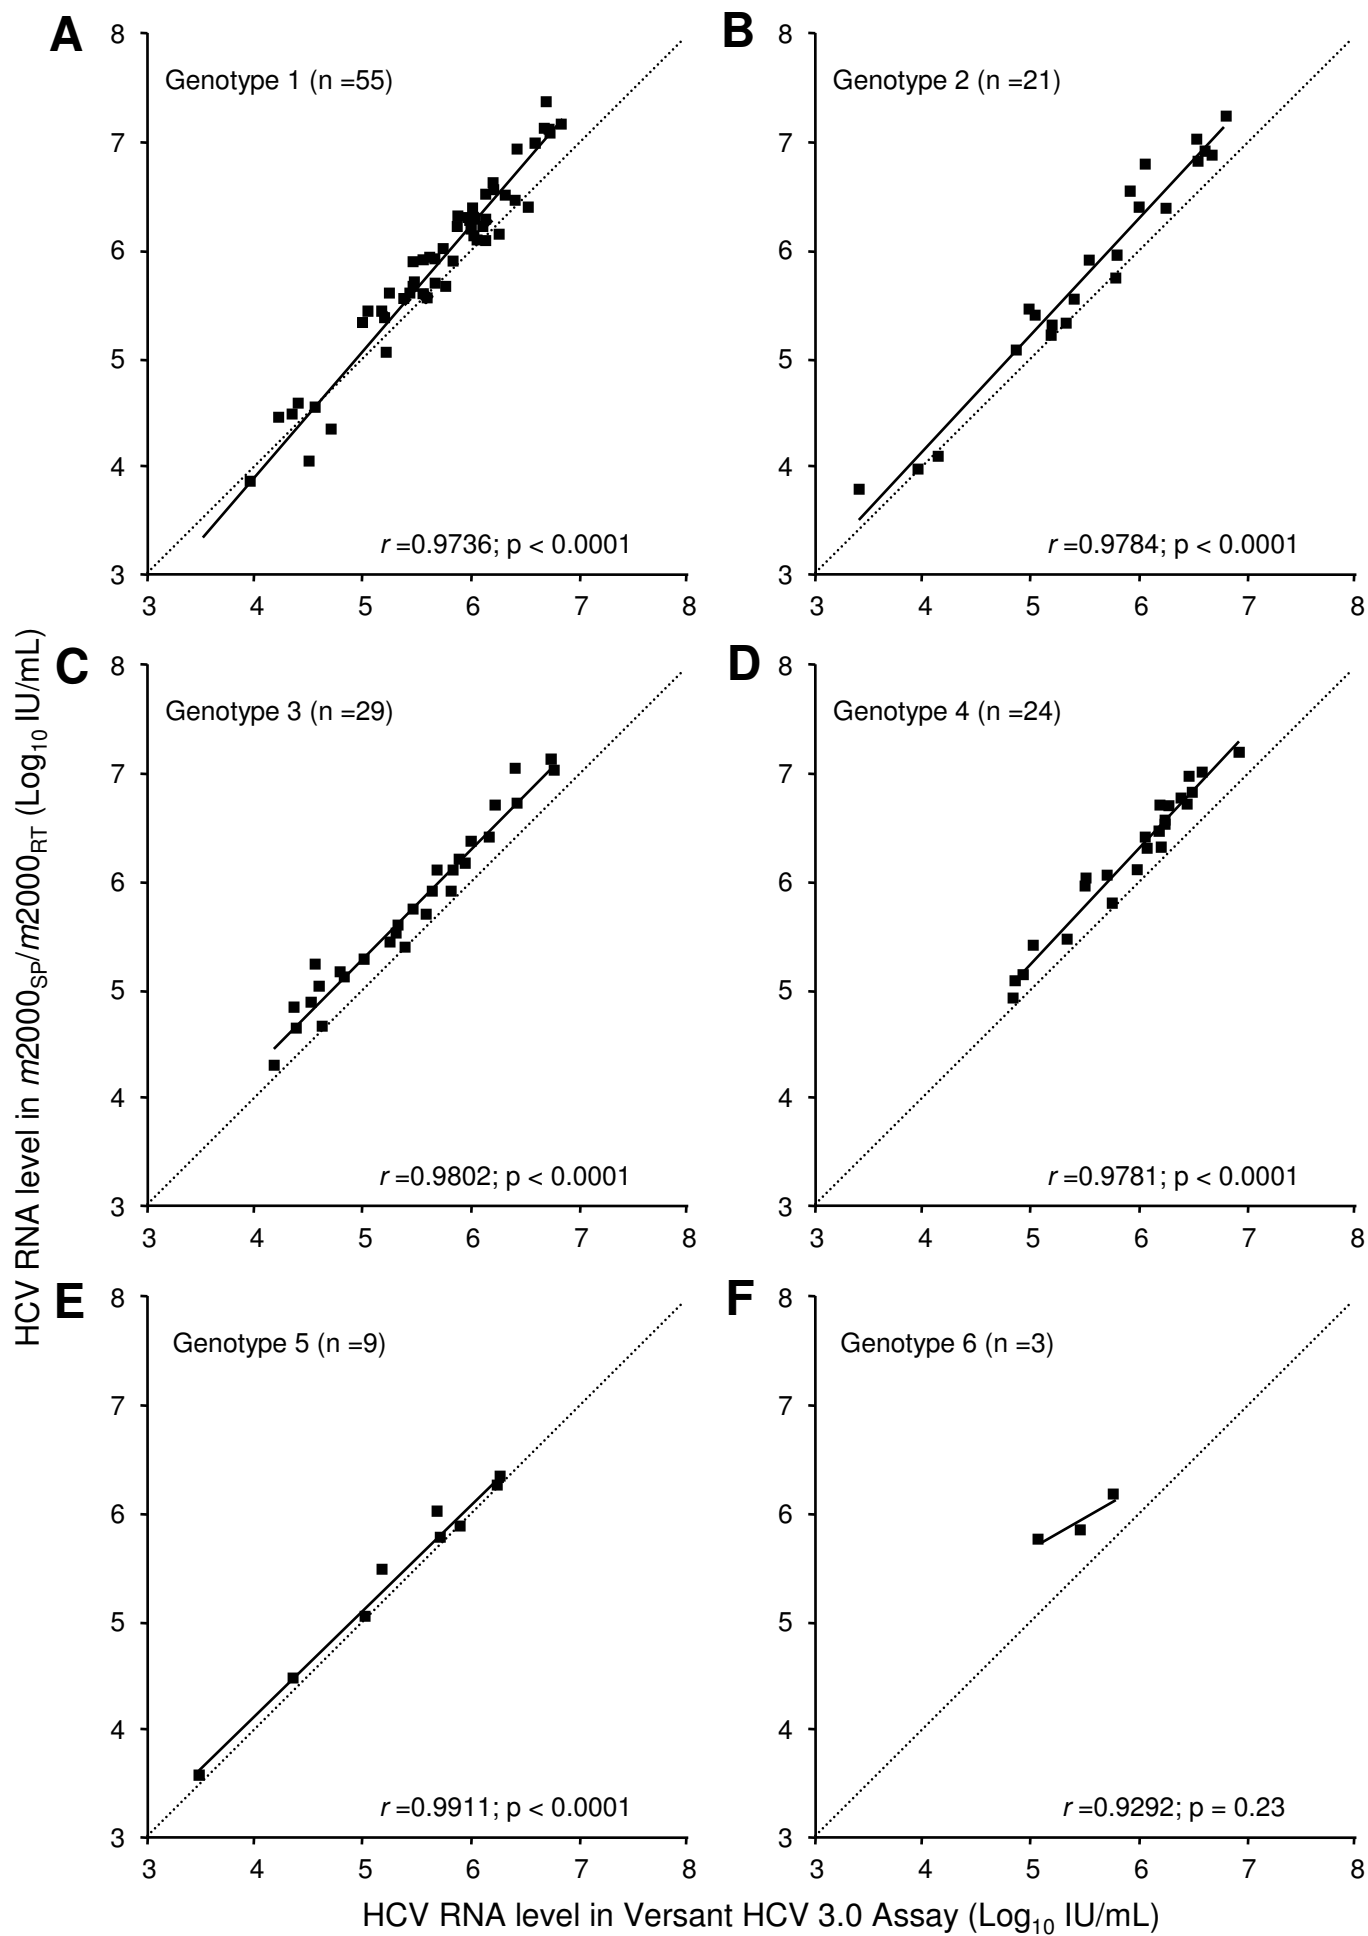 A
Genotype 1 (n =55)
8
7
6
5
4
3
r =0.9736; p < 0.0001
3 4 5 6 7 8
B
Genotype 2 (n =21)
8
7
6
5
4
3
r =0.9784; p < 0.0001
3 4 5 6 7 8
HCV RNA level in m2000SP/m2000RT (Log10 IU/mL)
C
Genotype 3 (n =29)
8
7
6
5
4
3
r =0.9802; p < 0.0001
3 4 5 6 7 8
D
Genotype 4 (n =24)
8
7
6
5
4
3
r =0.9781; p < 0.0001
3 4 5 6 7 8
E
Genotype 5 (n =9)
8
7
6
5
4
3
r =0.9911; p < 0.0001
3 4 5 6 7 8
F
Genotype 6 (n =3)
8
7
6
5
4
3
r =0.9292; p = 0.23
3 4 5 6 7 8
HCV RNA level in Versant HCV 3.0 Assay (Log10 IU/mL)